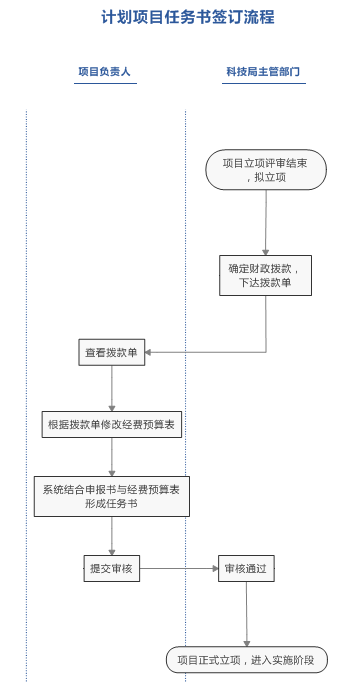 计划项目任务书签订流程
项目负责人
科技局主管部门
项目立项评审结束
，拟立项
确定财政拨款，
下达拨款单
查看拨款单
根据拨款单修改经费预算表
系统结合申报书与经费预算表
形成任务书
提交审核
审核通过
项目正式立项，进入实施阶段